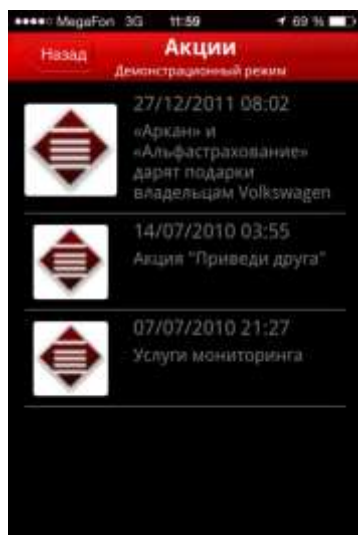 MegaFon 3G 11:59 69 %
Назад
Акции
Демонстрационный режим
27/12/2011 08:02
«Аркан» и
«Альфастрахование»
дарят подарки
владельцам Volkswagen
14/07/2010 03:55
Акция "Приведи друга"
07/07/2010 21:27
Услуги мониторинга